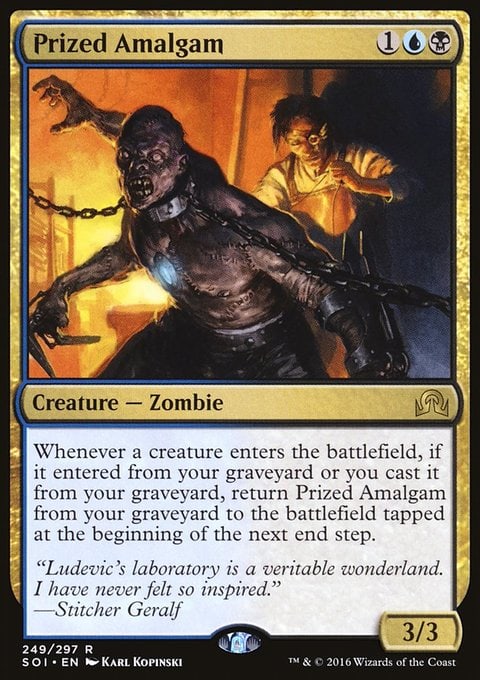 Prized Amalgam 1
Creature — Zombie
Whenever a creature enters the battlefield, if
it entered from your graveyard or you cast it
from your graveyard, return Prized Amalgam
from your graveyard to the battlefield tapped
at the beginning of the next end step.
“Ludevic's laboratory is a veritable wonderland.
I have never felt so inspired.”
—Stitcher Geralf
3/3
249/297 R
SOI • EN Karl Kopinski
™ & © 2016 Wizards of the Coast